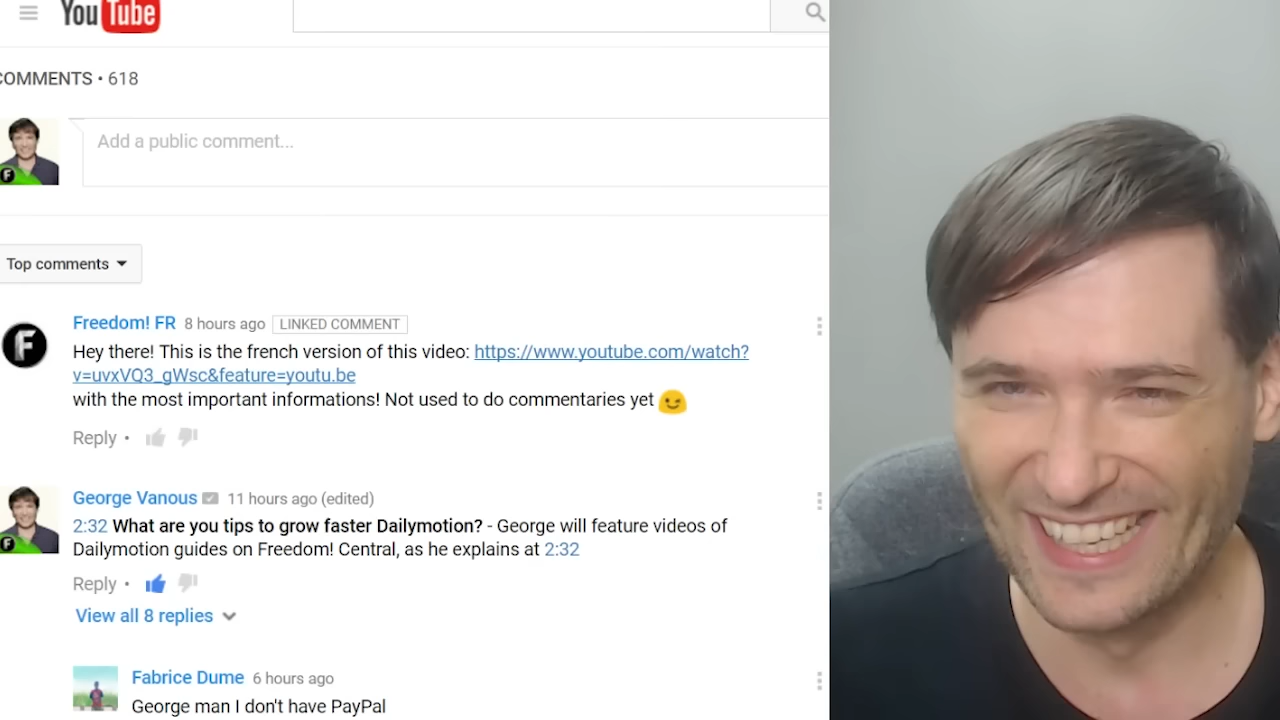 YouTube
COMMENTS • 618
Add a public comment...
Top comments
Freedom! FR 8 hours ago LINKED COMMENT
Hey there! This is the french version of this video: https://www.youtube.com/watch?
v=uvxVQ3_gWsc&feature=youtu.be
with the most important informations! Not used to do commentaries yet 😉
Reply •
George Vanous 11 hours ago (edited)
2:32 What are you tips to grow faster Dailymotion? - George will feature videos of
Dailymotion guides on Freedom! Central, as he explains at 2:32
Reply •
View all 8 replies
Fabrice Dume 6 hours ago
George man I don't have PayPal